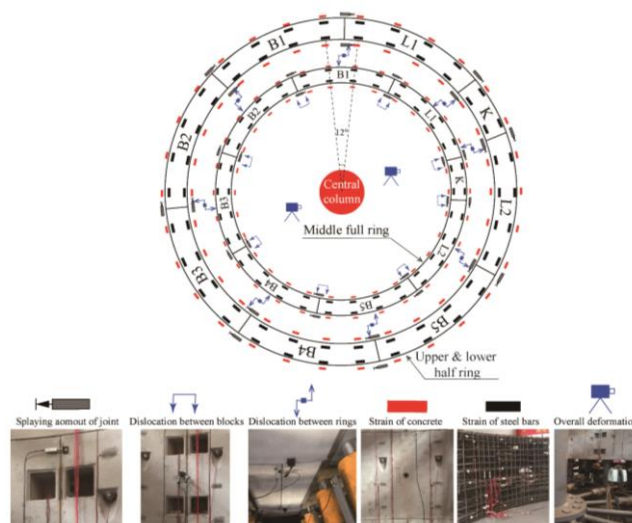 B1
L1
K
L2
B5
B4
B3
B2
B1
L1
K
L2
B5
B4
B3
B2
12°
Central
column
Middle full ring
Upper & lower
half ring
Splaying aomout of joint
Dislocation between blocks
Dislocation between rings
Strain of concrete
Strain of steel bars
Overall deformation